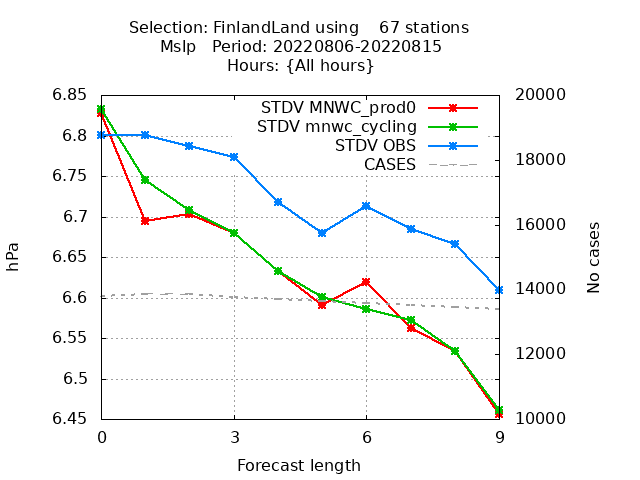 Selection: FinlandLand using    67 stations
Mslp   Period: 20220806-20220815
Hours: {All hours}
STDV MNWC_prod0
STDV mnwc_cycling
STDV OBS
CASES
6.85
6.8
6.75
6.7
6.65
6.6
6.55
6.5
6.45
hPa
20000
18000
16000
14000
12000
10000
No cases
0 3 6 9
Forecast length